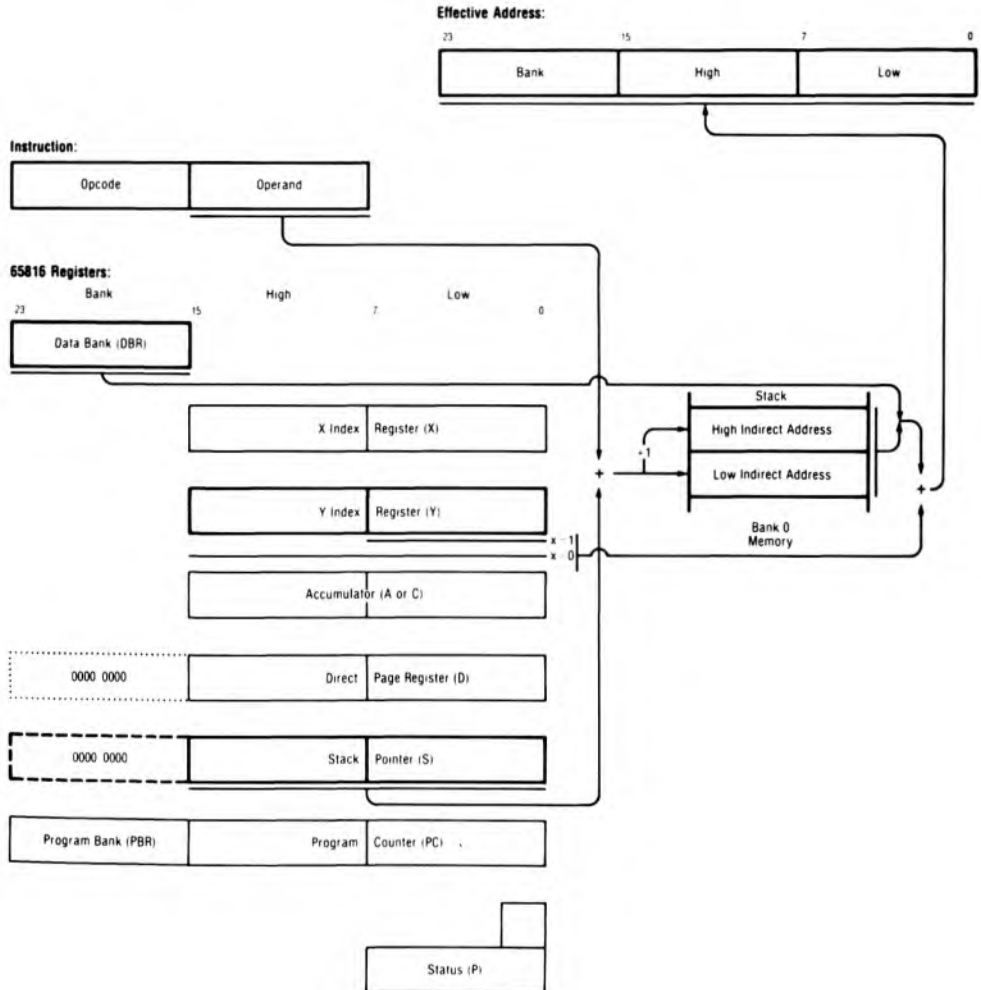 Effective Address:
23 15 7 0
Bank High Low
Instruction:
Opcode Operand
65816 Registers:
Bank High Low
23 15 7 0
Data Bank (DBR)
Stack
X Index Register (X)
High Indirect Address
+1
+
Low Indirect Address
+
Y Index Register (Y)
Bank 0
Memory
x=1
x=0
Accumulator (A or C)
0000 0000 Direct Page Register (D)
0000 0000 Stack Pointer (S)
Program Bank (PBR) Program Counter (PC)
Status (P)